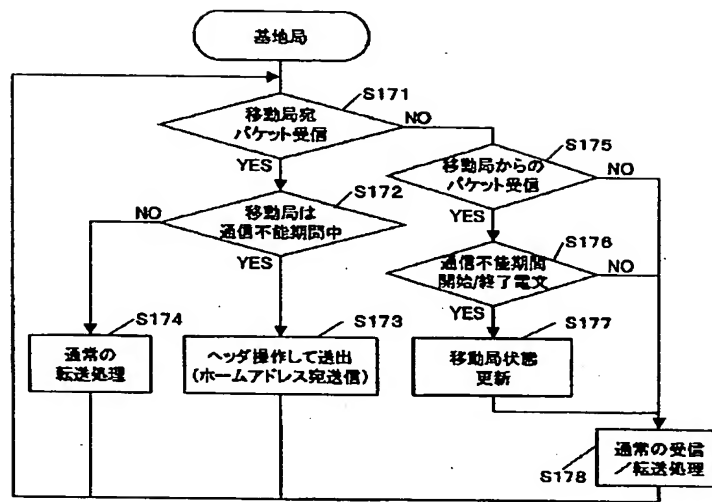 基地局
S171
移動局宛
パケット受信
NO
YES
S175
移動局からの
パケット受信
NO
YES
S172
移動局は
通信不能期間中
NO
YES
S176
通信不能期間
開始/終了電文
NO
YES
S174
通常の
転送処理
S173
ヘッダ操作して送出
(ホームアドレス宛送信)
S177
移動局状態
更新
S178
通常の受信
/転送処理